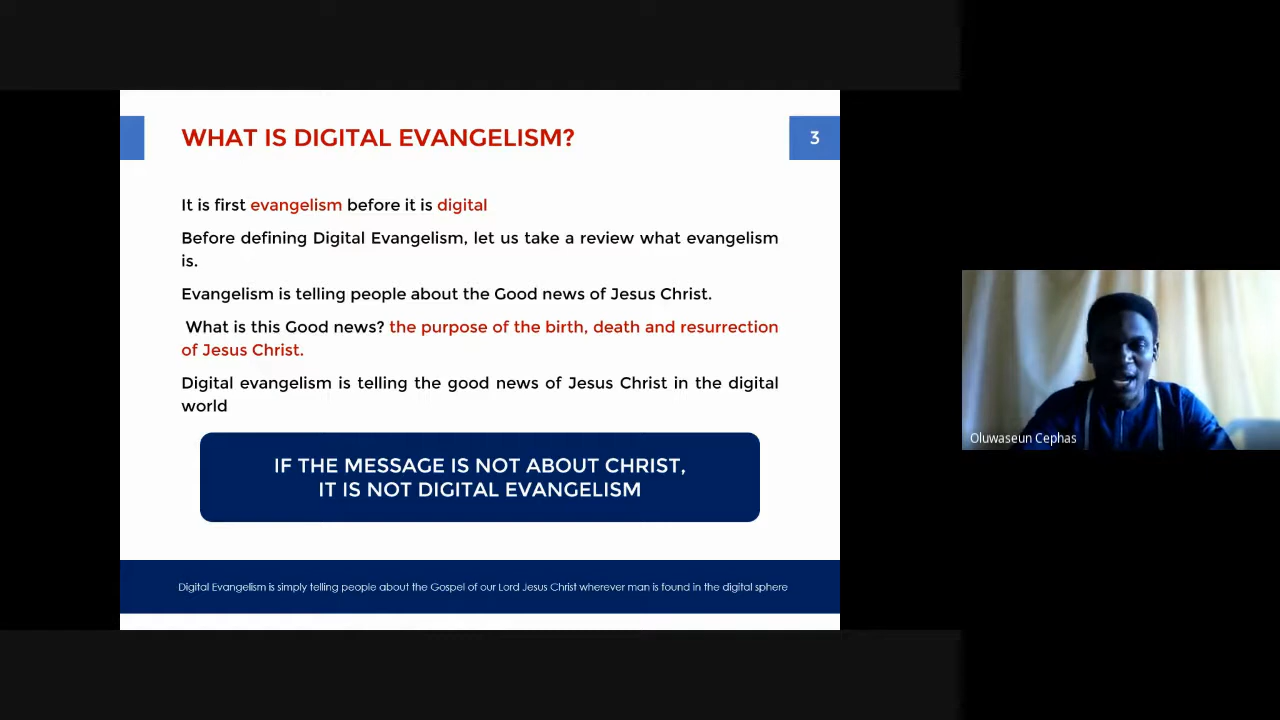 WHAT IS DIGITAL EVANGELISM?
3
It is first evangelism before it is digital
Before defining Digital Evangelism, let us take a review what evangelism
is.
Evangelism is telling people about the Good news of Jesus Christ.
What is this Good news? the purpose of the birth, death and resurrection
of Jesus Christ.
Digital evangelism is telling the good news of Jesus Christ in the digital
world
IF THE MESSAGE IS NOT ABOUT CHRIST,
IT IS NOT DIGITAL EVANGELISM
Digital Evangelism is simply telling people about the Gospel of our Lord Jesus Christ wherever man is found in the digital sphere
Oluwaseun Cephas